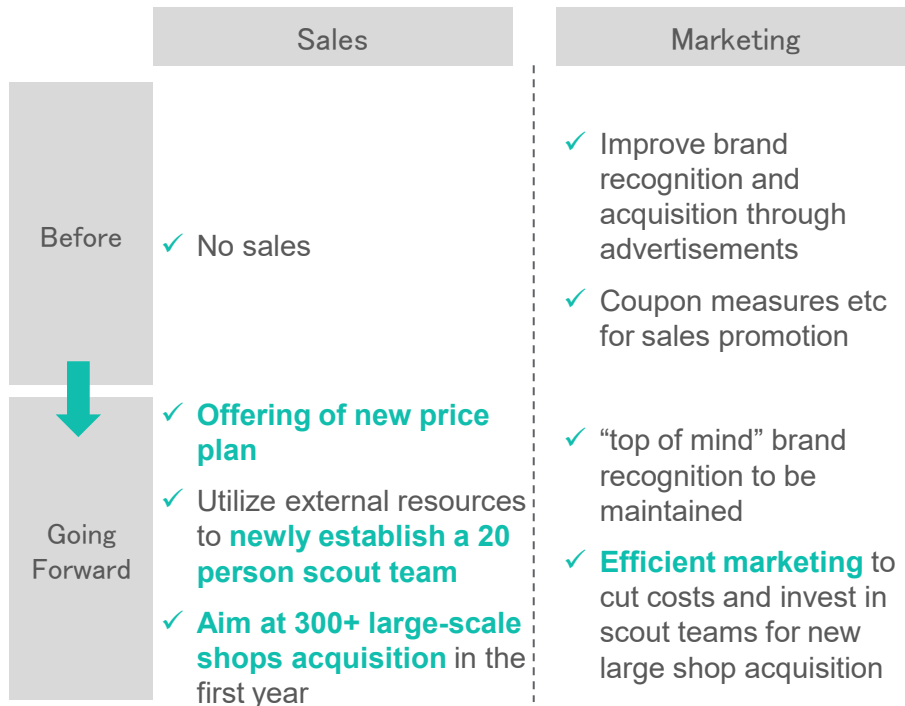 Sales
Marketing
Before
✓ No sales
✓ Improve brand
recognition and
acquisition through
advertisements
✓ Coupon measures etc
for sales promotion
Going
Forward
✓ Offering of new price
plan
✓ Utilize external resources
to newly establish a 20
person scout team
✓ Aim at 300+ large-scale
shops acquisition in the
first year
✓ “top of mind” brand
recognition to be
maintained
✓ Efficient marketing to
cut costs and invest in
scout teams for new
large shop acquisition